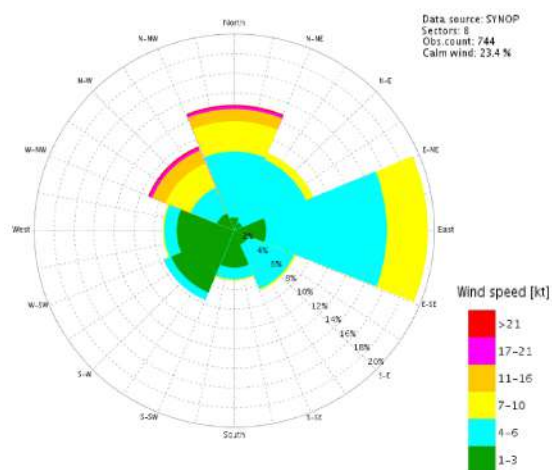 Data source: SYNOP
Sectors: 8
Obs.count: 744
Calm wind: 23.4 %
North
N-NW
N-NE
N-W
N-E
W-NW
E-NE
West
East
W-SW
E-SE
S-W
S-E
S-SW
S-SE
South
2%
4%
6%
8%
10%
12%
14%
16%
18%
20%
Wind speed [kt]
>21
17-21
11-16
7-10
4-6
1-3